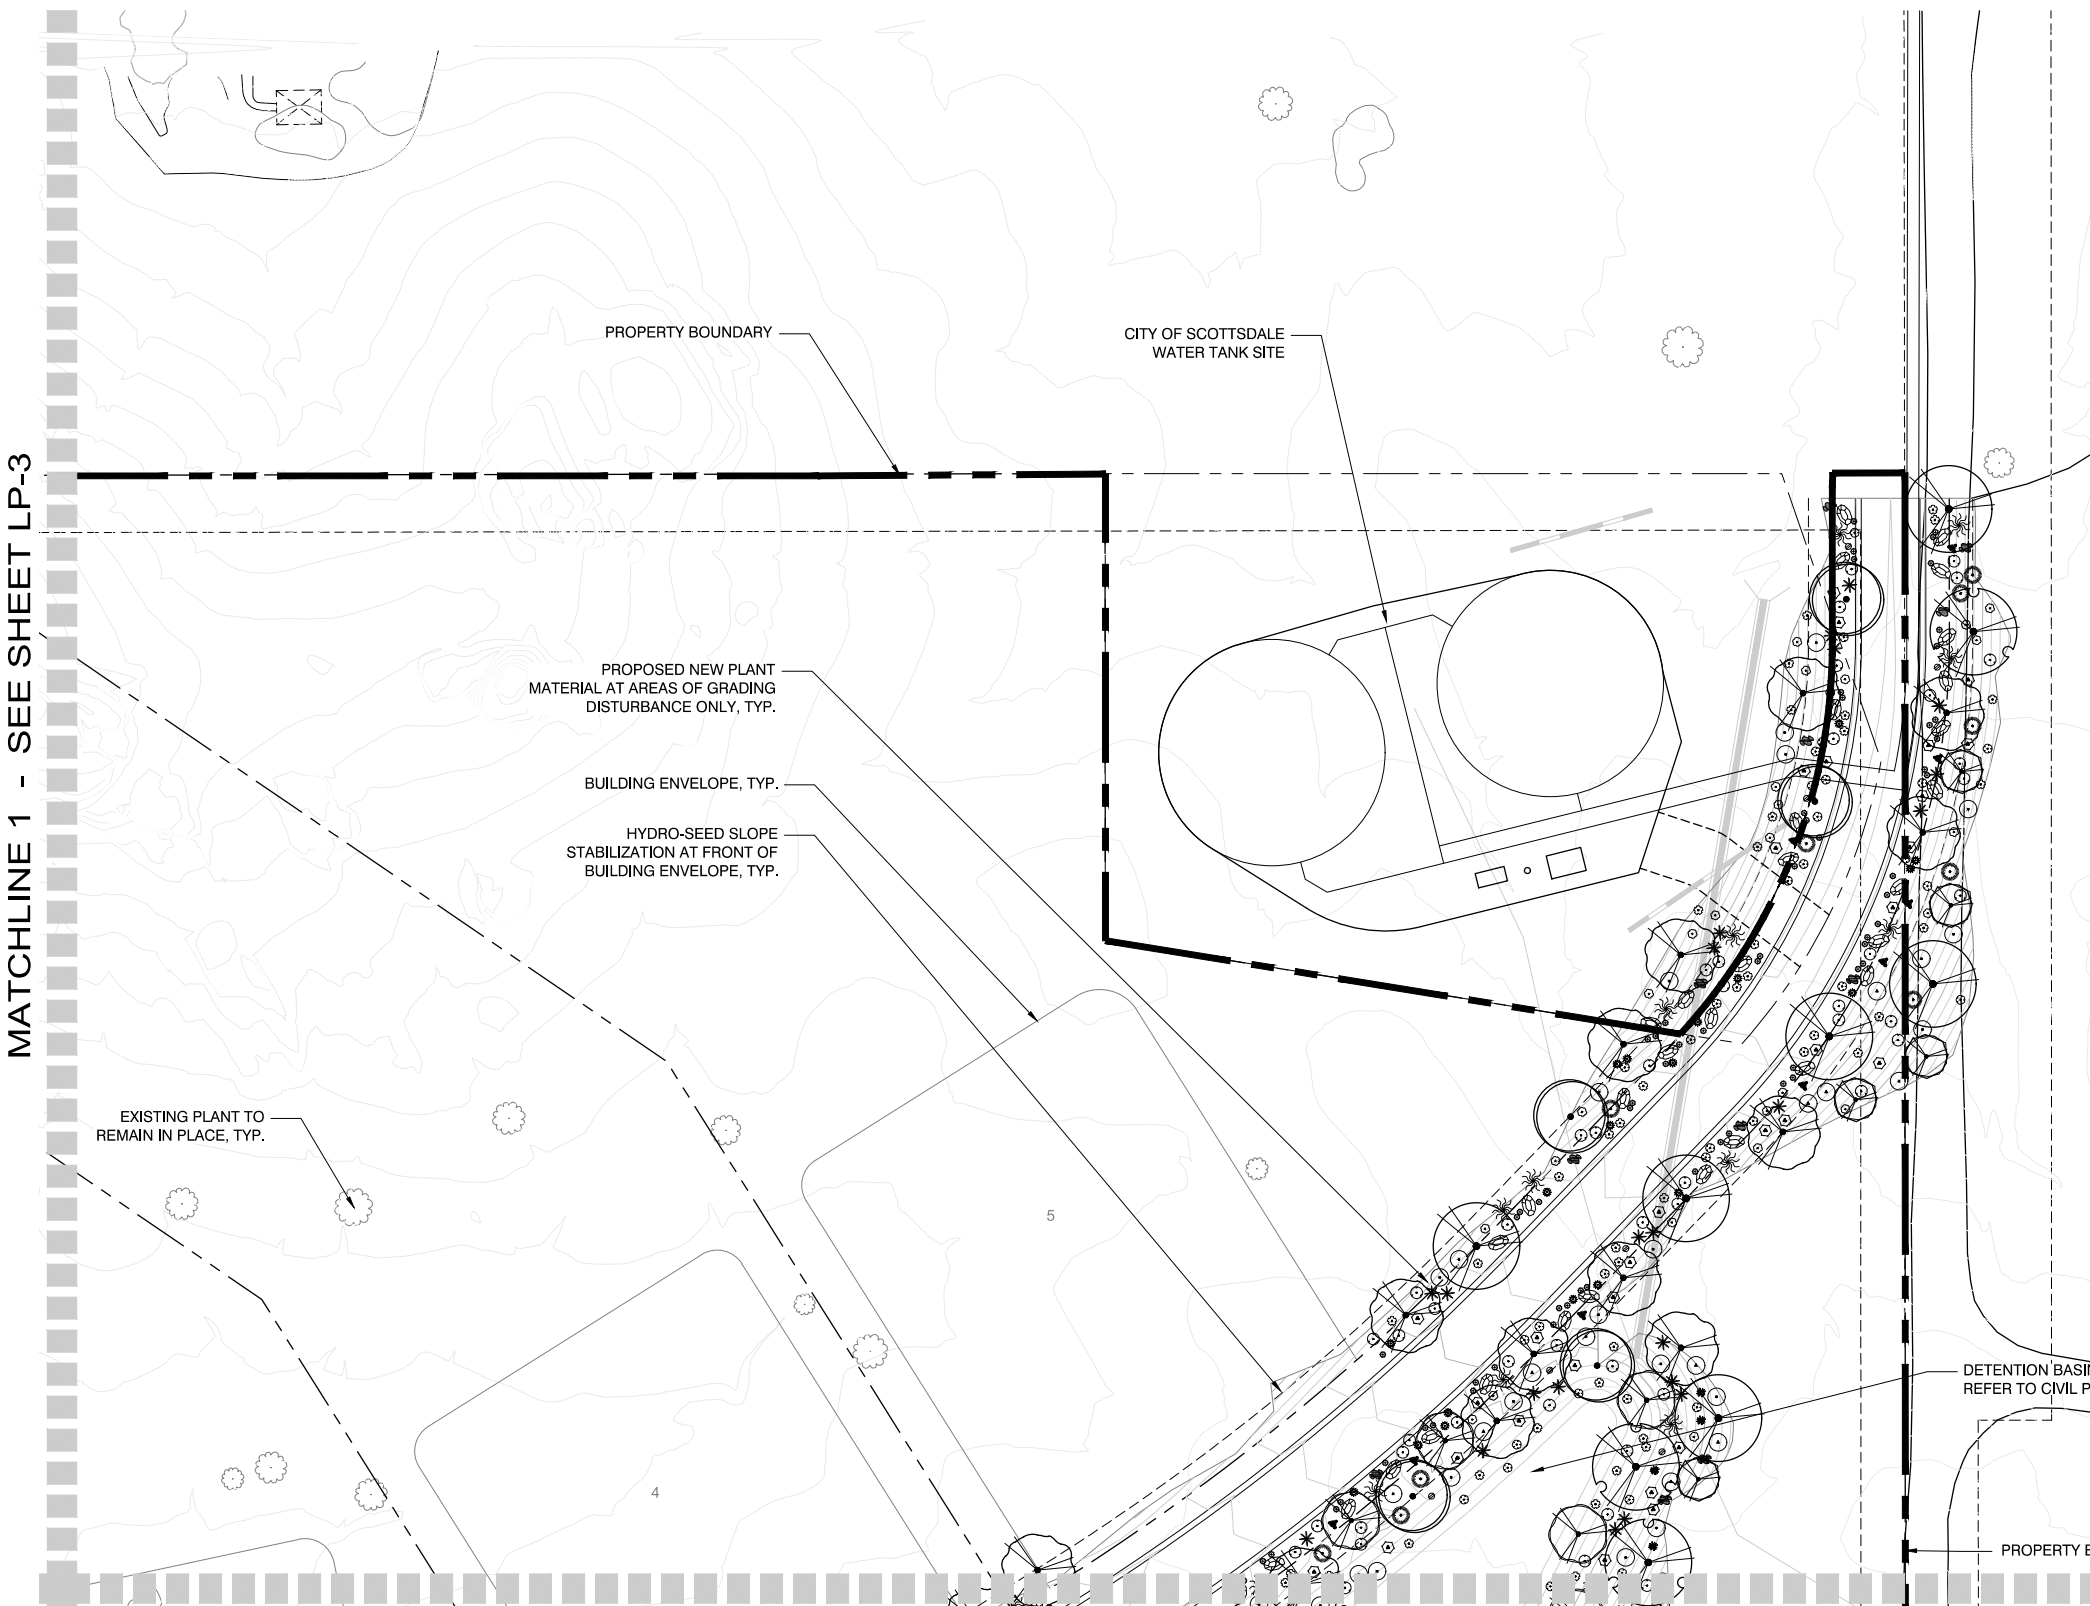 MATCHLINE 1 - SEE SHEET LP-3
PROPERTY BOUNDARY
CITY OF SCOTTSDALE
WATER TANK SITE
PROPOSED NEW PLANT
MATERIAL AT AREAS OF GRADING
DISTURBANCE ONLY, TYP.
BUILDING ENVELOPE, TYP.
HYDRO-SEED SLOPE
STABILIZATION AT FRONT OF
BUILDING ENVELOPE, TYP.
EXISTING PLANT TO
REMAIN IN PLACE, TYP.
5
4
DETENTION
REFER TO CIVIL
PROPERTY